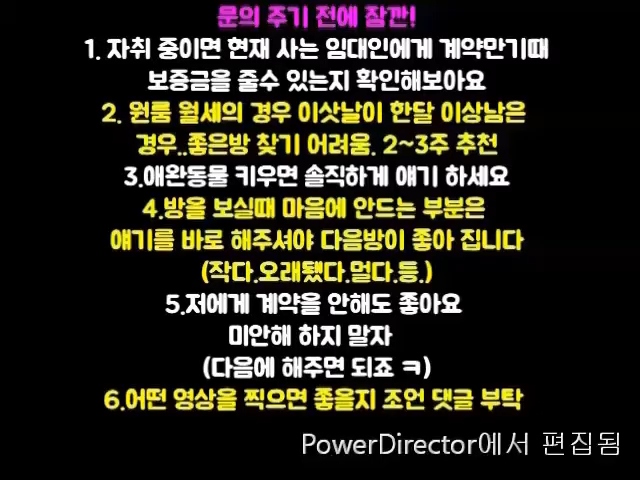 문의 주기 전에 잠깐!
1. 자취 중이면 현재 사는 임대인에게 계약만기때
보증금을 줄수 있는지 확인해보아요
2. 원룸 월세의 경우 이삿날이 한달 이상남은
경우..좋은방 찾기 어려움. 2~3주 추천
3.애완동물 키우면 솔직하게 얘기 하세요
4.방을 보실때 마음에 안드는 부분은
얘기를 바로 해주셔야 다음방이 좋아 집니다
(작다.오래됐다.멀다.등.)
5.저에게 계약을 안해도 좋아요
미안해 하지 말자
(다음에 해주면 되죠 ㅋ)
6.어떤 영상을 찍으면 좋을지 조언 댓글 부탁
PowerDirector에서 편집됨